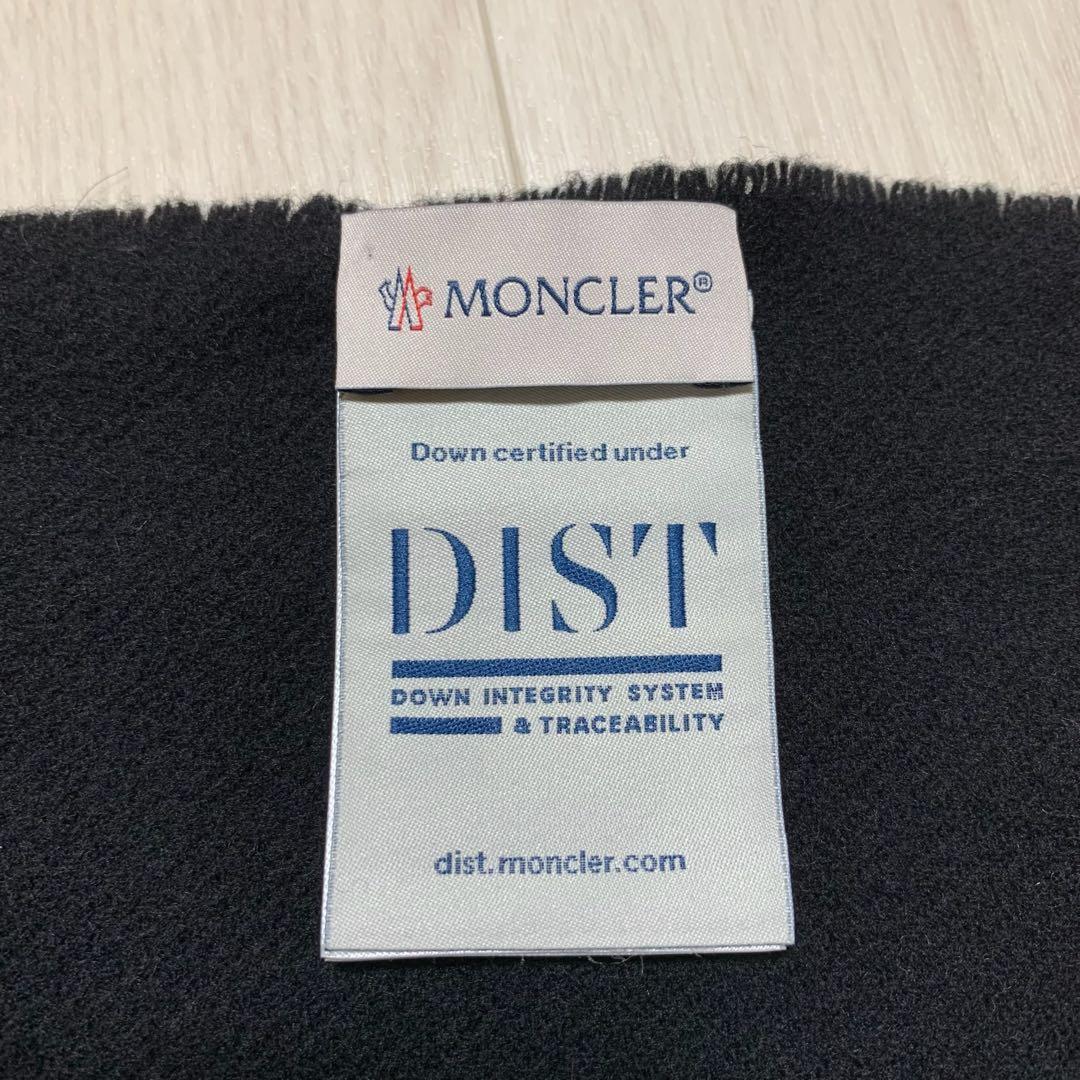 MONCLER®
Down certified under
DIST
DOWN INTEGRITY SYSTEM
& TRACEABILITY
dist.moncler.com